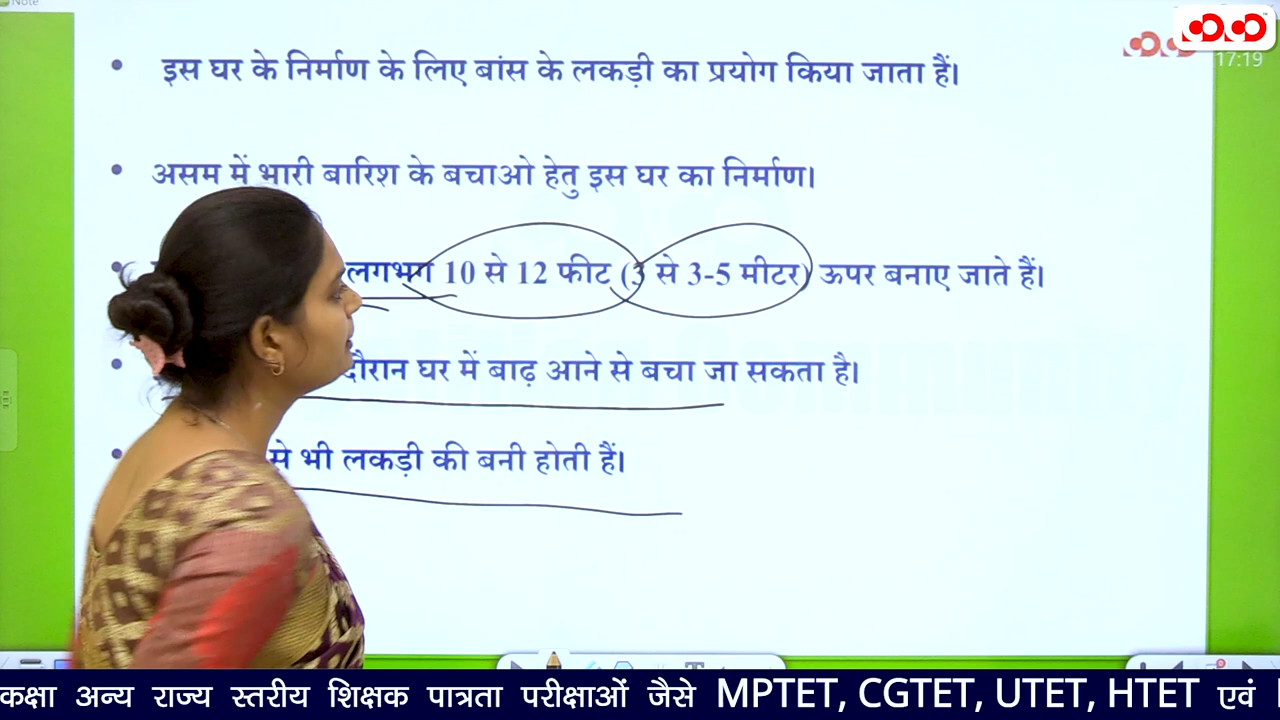 Note
17:19
• इस घर के निर्माण के लिए बांस के लकड़ी का प्रयोग किया जाता हैं।
• असम में भारी बारिश के बचाओ हेतु इस घर का निर्माण।
• लगभग 10 से 12 फीट (3 से 3-5 मीटर) ऊपर बनाए जाते हैं।
• दौरान घर में बाढ़ आने से बचा जा सकता है।
• से भी लकड़ी की बनी होती हैं।
कक्षा अन्य राज्य स्तरीय शिक्षक पात्रता परीक्षाओं जैसे MPTET, CGTET, UTET, HTET एवं